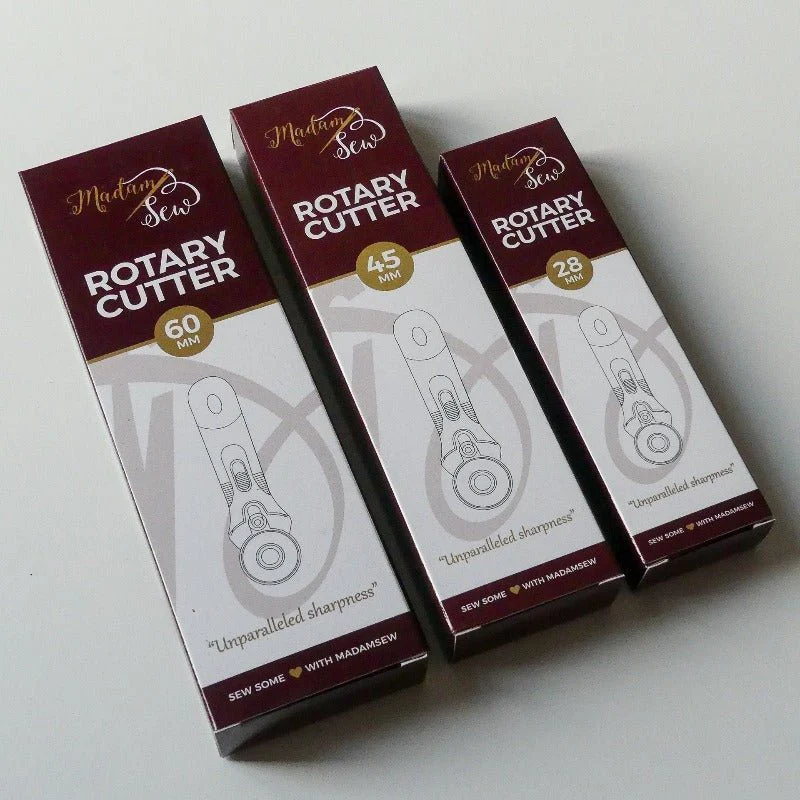 Madam
Sew
ROTARY
CUTTER
60
MM
"Unparalleled sharpness"
SEW SOME ♥ WITH MADAMSEW
Madam
Sew
ROTARY
CUTTER
45
MM
"Unparalleled sharpness"
SEW SOME ♥ WITH MADAMSEW
Madam
Sew
ROTARY
CUTTER
28
MM
"Unparalleled sharpness"
SEW SOME ♥ WITH MADAMSEW